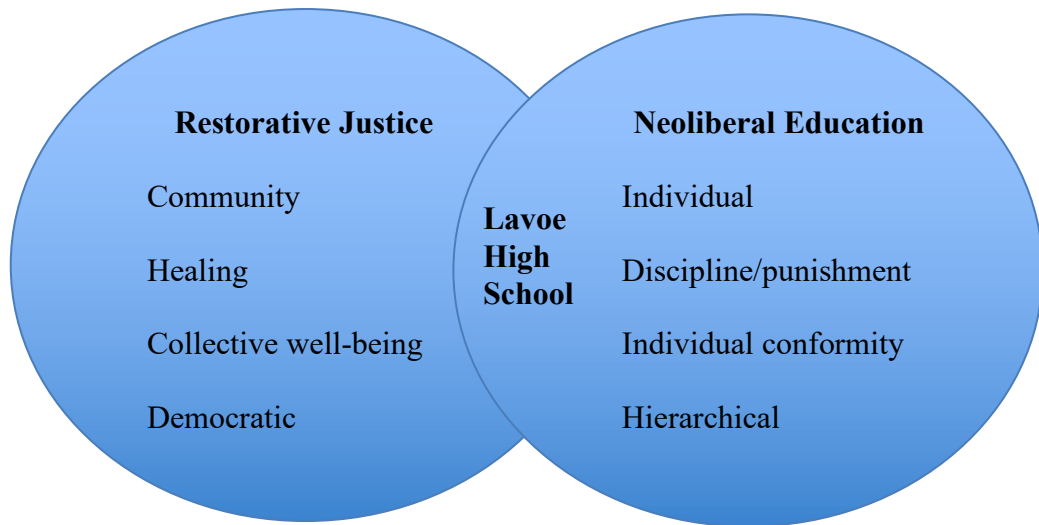 Restorative Justice
Community
Healing
Collective well-being
Democratic
Lavoe
High
School
Neoliberal Education
Individual
Discipline/punishment
Individual conformity
Hierarchical